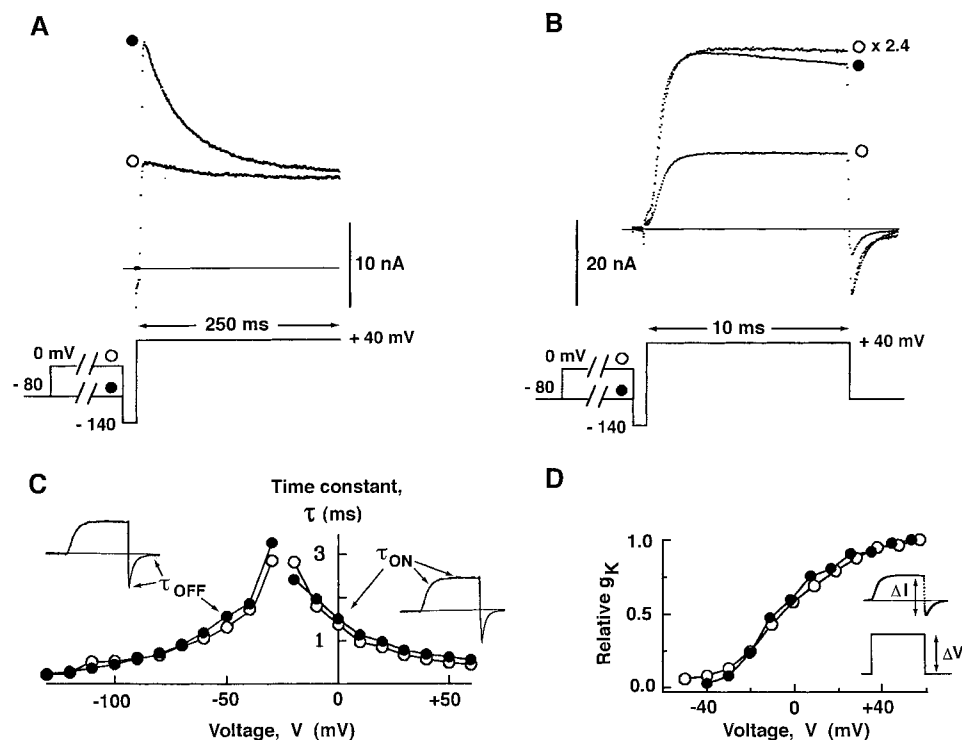 A
10 nA
250 ms
+ 40 mV
0 mV
- 80
- 140
B
x 2.4
20 nA
10 ms
+ 40 mV
0 mV
- 80
- 140
C
Time constant,
τ (ms)
3
1
τOFF
τON
-100
-50
0
+50
Voltage, V (mV)
D
Relative gK
1.0
0.5
0.0
ΔI
ΔV
-40
0
+40
Voltage, V (mV)